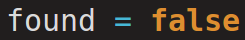 found = false